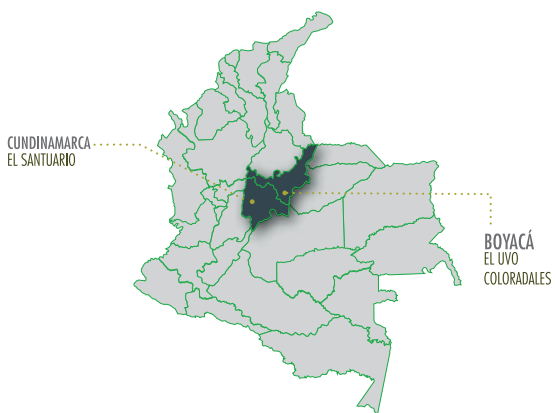 CUNDINAMARCA
EL SANTUARIO
BOYACÁ
EL UVO
COLORADALES